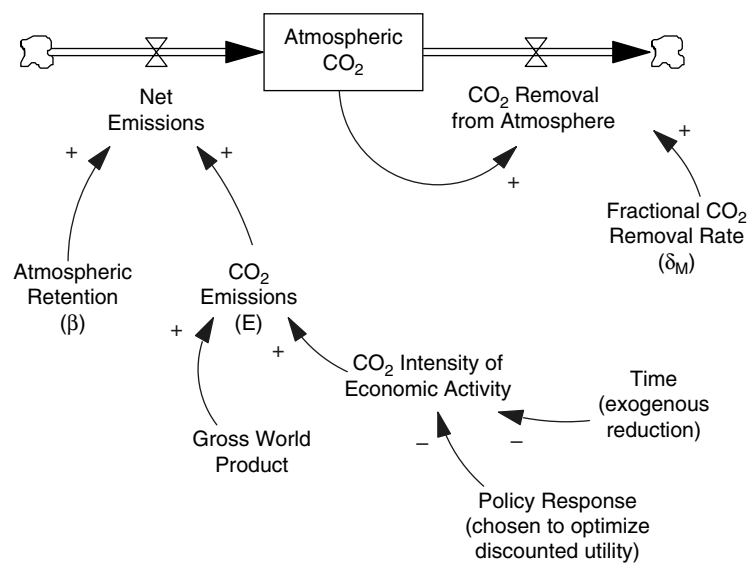 Atmospheric
CO₂
Net
Emissions
CO₂ Removal
from Atmosphere
+
+
+
+
Fractional CO₂
Removal Rate
(δM)
Atmospheric
Retention
(β)
CO₂
Emissions
(E)
+
+
CO₂ Intensity of
Economic Activity
Time
(exogenous
reduction)
Gross World
Product
–
–
Policy Response
(chosen to optimize
discounted utility)